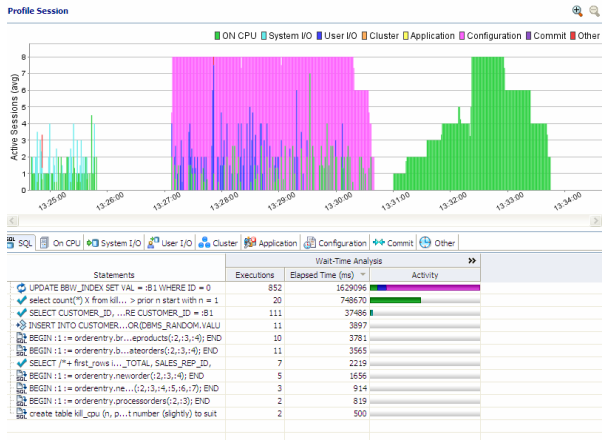 Profile Session
ON CPU System I/O User I/O Cluster Application Configuration Commit Other
Active Sessions (avg)
8
7
6
5
4
3
2
1
0
13:25:00 13:26:00 13:27:00 13:28:00 13:29:00 13:30:00 13:31:00 13:32:00 13:33:00 13:34:00
SQL On CPU System I/O User I/O Cluster Application Configuration Commit Other
Wait-Time Analysis
Statements Executions Elapsed Time (ms) Activity
UPDATE BBW_INDEX SET VAL = :B1 WHERE ID = 0 852 1629096
select count(*) X from kil... > prior n start with n = 1 20 748670
SELECT CUSTOMER_ID, ...RE CUSTOMER_ID = :B1 111 37486
INSERT INTO CUSTOMER...OR(DBMS_RANDOM.VALU 11 3897
BEGIN :1 := orderentry.br...eproducts(:2,:3,:4); END 10 3781
BEGIN :1 := orderentry.b...ateorders(:2,:3,:4); END 11 3565
SELECT /*+ first_rows i..._TOTAL, SALES_REP_ID, 7 2219
BEGIN :1 := orderentry.neworder(:2,:3,:4); END 5 1656
BEGIN :1 := orderentry.ne...(:2,:3,:4,:5,:6,:7); END 3 914
BEGIN :1 := orderentry.processorders(:2,:3); END 2 819
create table kill_cpu (n, p...t number (slightly) to suit 2 500